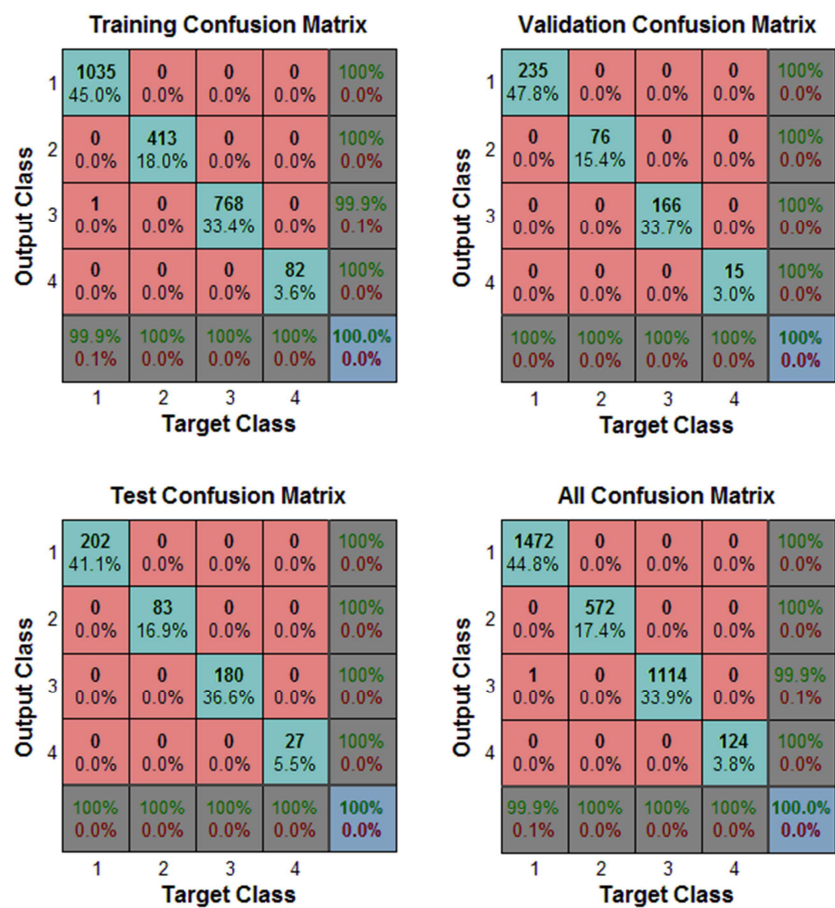 Training Confusion Matrix
1 1035 0 0 0 100%
45.0% 0.0% 0.0% 0.0% 0.0%
2 0 413 0 0 100%
0.0% 18.0% 0.0% 0.0% 0.0%
3 1 0 768 0 99.9%
0.0% 0.0% 33.4% 0.0% 0.1%
4 0 0 0 82 100%
0.0% 0.0% 0.0% 3.6% 0.0%
99.9% 100% 100% 100% 100.0%
0.1% 0.0% 0.0% 0.0% 0.0%
1 2 3 4
Target Class
Output Class
Validation Confusion Matrix
1 235 0 0 0 100%
47.8% 0.0% 0.0% 0.0% 0.0%
2 0 76 0 0 100%
0.0% 15.4% 0.0% 0.0% 0.0%
3 0 0 166 0 100%
0.0% 0.0% 33.7% 0.0% 0.0%
4 0 0 0 15 100%
0.0% 0.0% 0.0% 3.0% 0.0%
100% 100% 100% 100% 100%
0.0% 0.0% 0.0% 0.0% 0.0%
1 2 3 4
Target Class
Output Class
Test Confusion Matrix
1 202 0 0 0 100%
41.1% 0.0% 0.0% 0.0% 0.0%
2 0 83 0 0 100%
0.0% 16.9% 0.0% 0.0% 0.0%
3 0 0 180 0 100%
0.0% 0.0% 36.6% 0.0% 0.0%
4 0 0 0 27 100%
0.0% 0.0% 0.0% 5.5% 0.0%
100% 100% 100% 100% 100%
0.0% 0.0% 0.0% 0.0% 0.0%
1 2 3 4
Target Class
Output Class
All Confusion Matrix
1 1472 0 0 0 100%
44.8% 0.0% 0.0% 0.0% 0.0%
2 0 572 0 0 100%
0.0% 17.4% 0.0% 0.0% 0.0%
3 1 0 1114 0 99.9%
0.0% 0.0% 33.9% 0.0% 0.1%
4 0 0 0 124 100%
0.0% 0.0% 0.0% 3.8% 0.0%
99.9% 100% 100% 100% 100.0%
0.1% 0.0% 0.0% 0.0% 0.0%
1 2 3 4
Target Class
Output Class